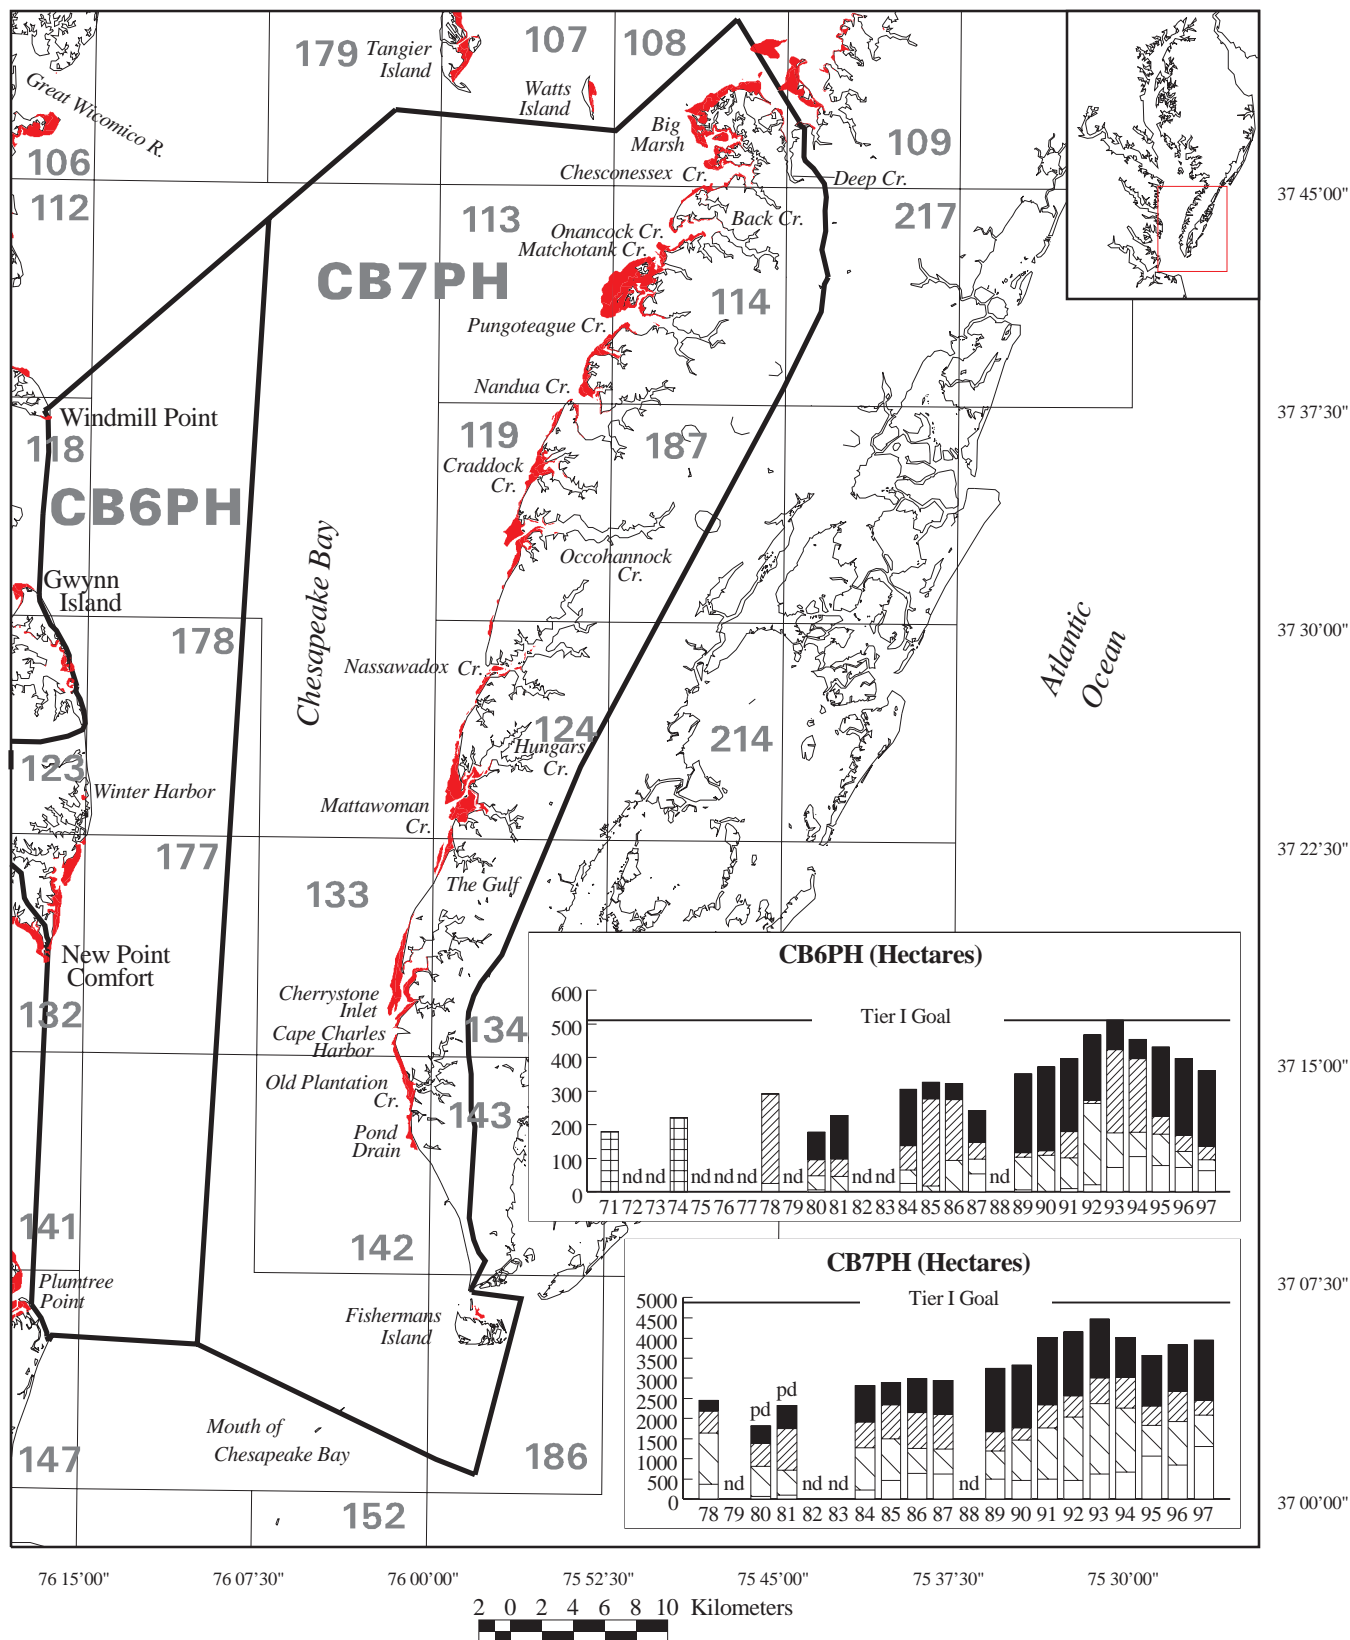 179
Tangier
Island
107
108
Watts
Island
Great Wicomico R.
106
Big
Marsh
109
Chesconessex Cr.
Deep Cr.
37 45'00"
112
113
Back Cr.
217
Onancock Cr.
Matchotank Cr.
CB7PH
114
Pungoteague Cr.
Nandua Cr.
37 37'30"
Windmill Point
118
119
187
Craddock
Cr.
CB6PH
Chesapeake Bay
Occohannock
Cr.
Gwynn
Island
178
37 30'00"
Atlantic
Ocean
Nassawadox Cr.
124
214
Hungars
Cr.
123
Winter Harbor
Mattawoman
Cr.
177
37 22'30"
133
The Gulf
New Point
Comfort
Cherrystone
Inlet
132
134
Cape Charles
Harbor
37 15'00"
Old Plantation
Cr.
143
Pond
Drain
141
142
37 07'30"
Plumtree
Point
Fishermans
Island
Mouth of
Chesapeake Bay
147
186
152
37 00'00"
CB6PH (Hectares)
600
500
400
300
200
100
0
Tier I Goal
nd nd nd nd nd nd nd nd nd
71 72 73 74 75 76 77 78 79 80 81 82 83 84 85 86 87 88 89 90 91 92 93 94 95 96 97
CB7PH (Hectares)
5000
4500
4000
3500
3000
2500
2000
1500
1000
500
0
Tier I Goal
pd
pd
nd nd nd nd
78 79 80 81 82 83 84 85 86 87 88 89 90 91 92 93 94 95 96 97
76 15'00" 76 07'30" 76 00'00" 75 52'30" 75 45'00" 75 37'30" 75 30'00"
2 0 2 4 6 8 10 Kilometers